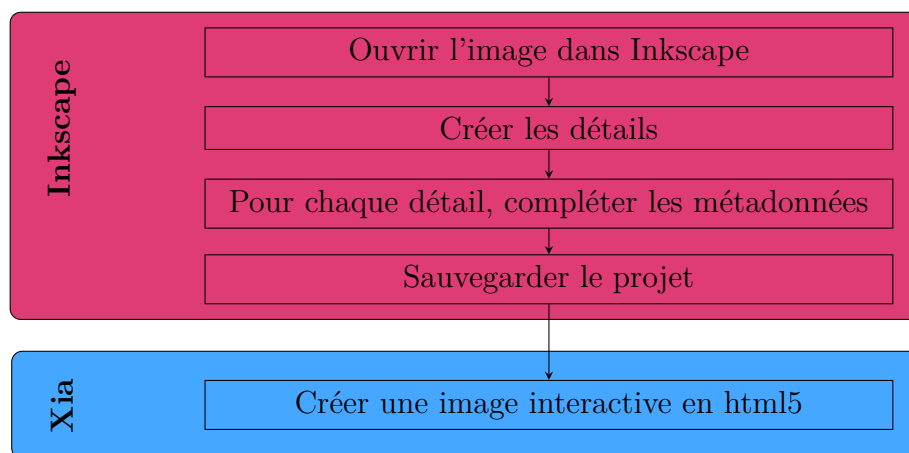 Inkscape
Ouvrir l'image dans Inkscape
Créer les détails
Pour chaque détail, compléter les métadonnées
Sauvegarder le projet
Xia
Créer une image interactive en html5